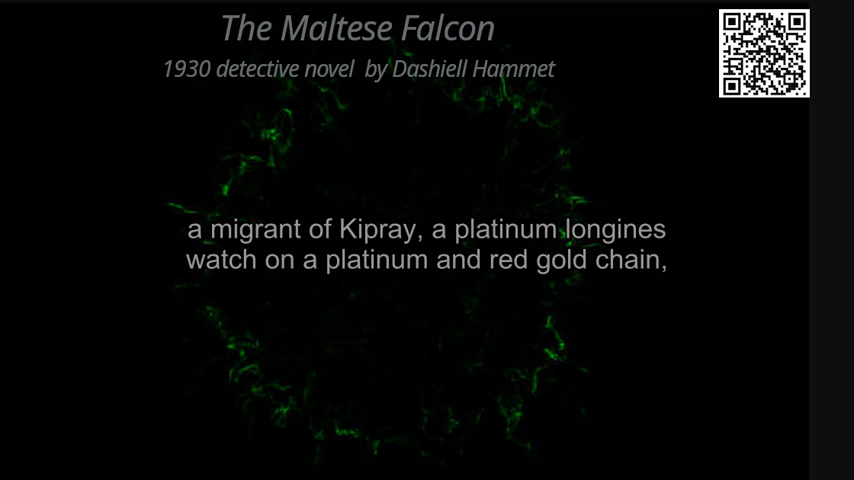 The Maltese Falcon
1930 detective novel by Dashiell Hammet
a migrant of Kipray, a platinum longines
watch on a platinum and red gold chain,